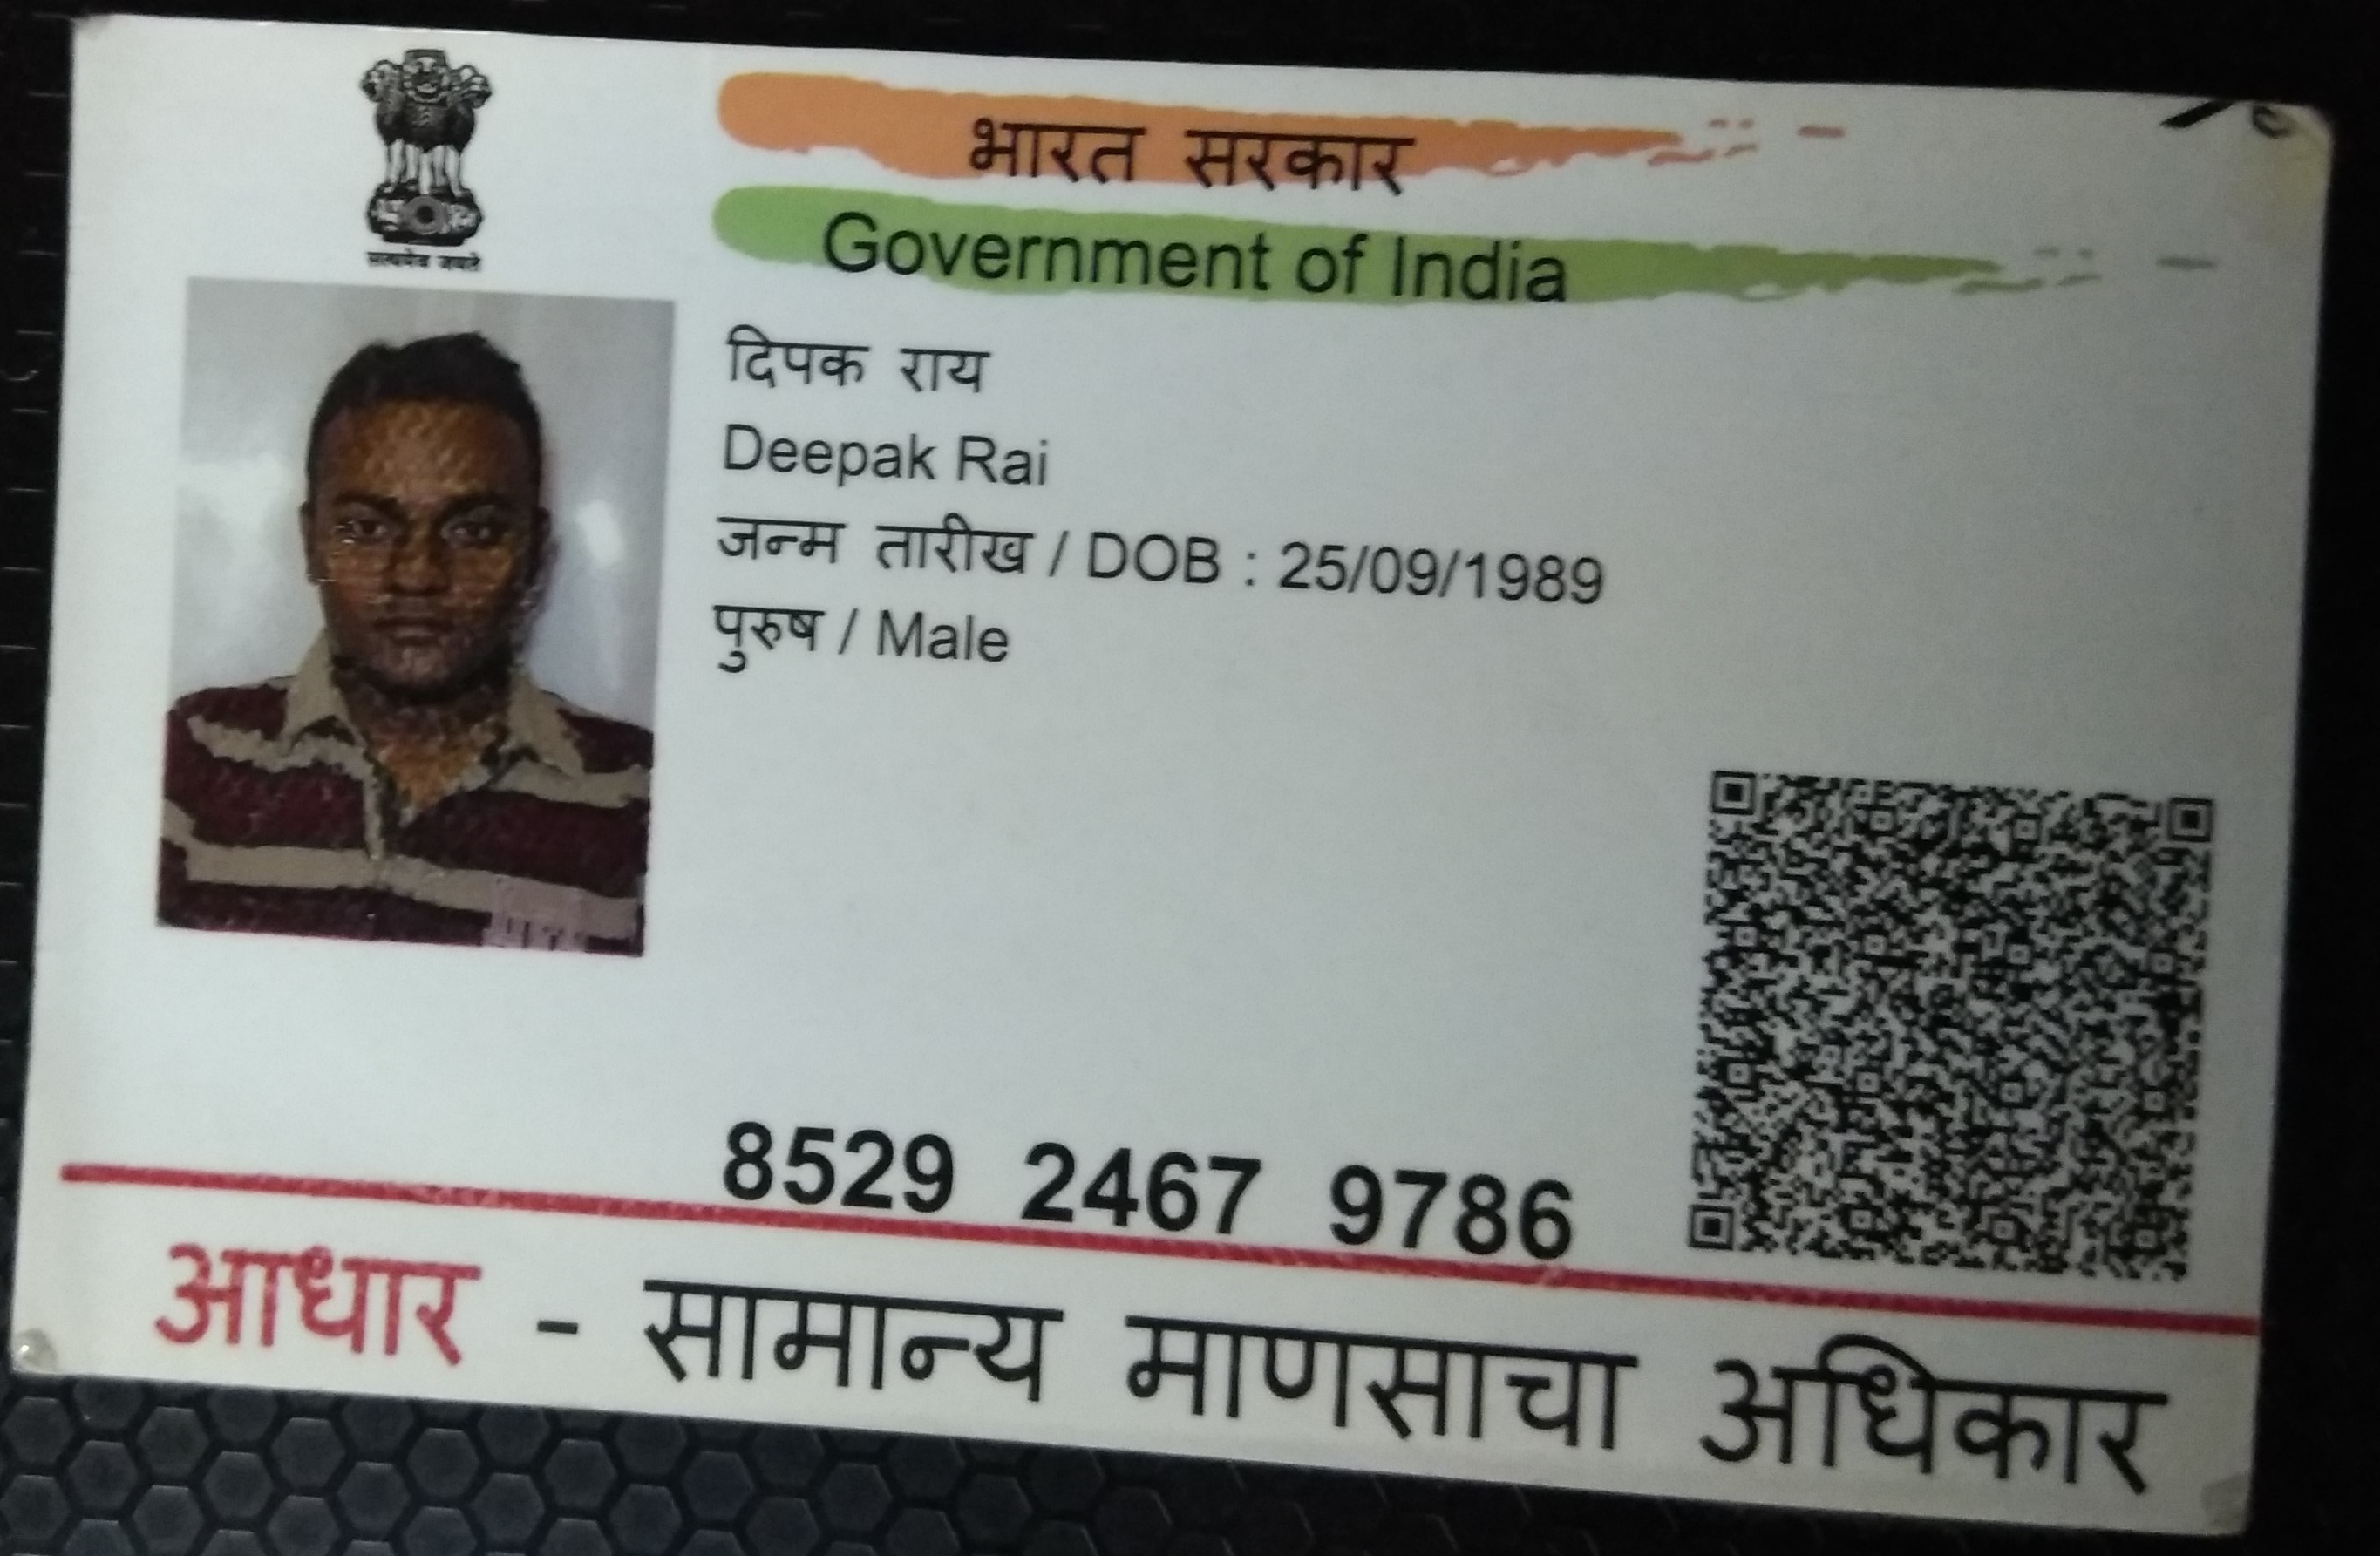 सत्यमेव जयते
भारत सरकार
Government of India
दिपक राय
Deepak Rai
जन्म तारीख / DOB : 25/09/1989
पुरुष / Male
8529 2467 9786
आधार - सामान्य माणसाचा अधिकार